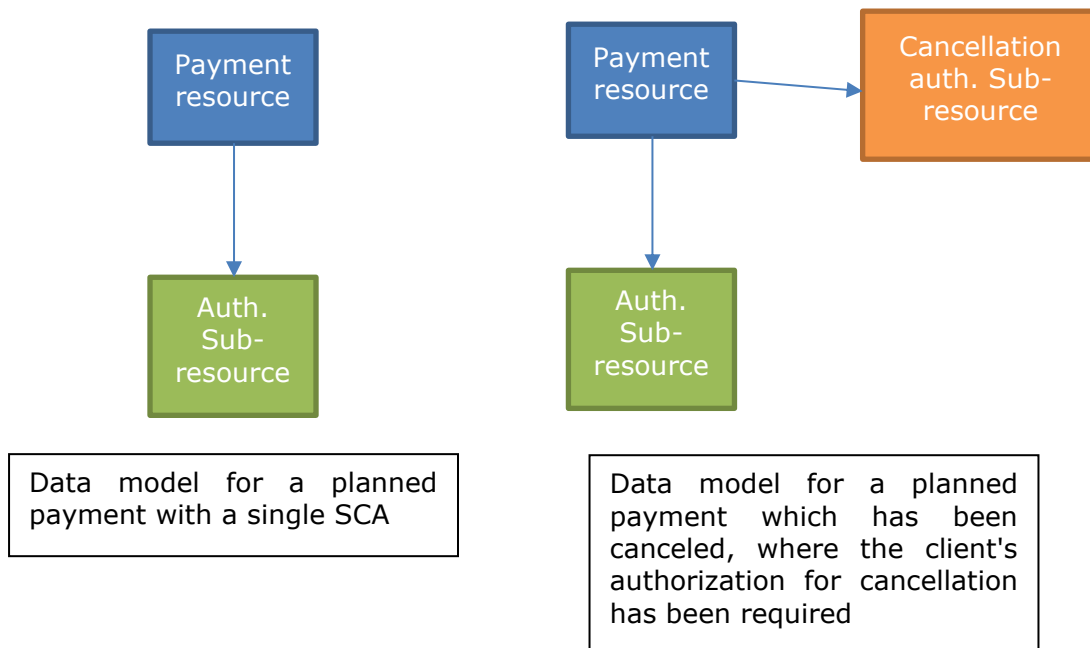 Payment
resource
Auth.
Sub-
resource
Data model for a planned
payment with a single SCA
Payment
resource
Cancellation
auth. Sub-
resource
Auth.
Sub-
resource
Data model for a planned
payment which has been
canceled, where the client's
authorization for cancellation
has been required